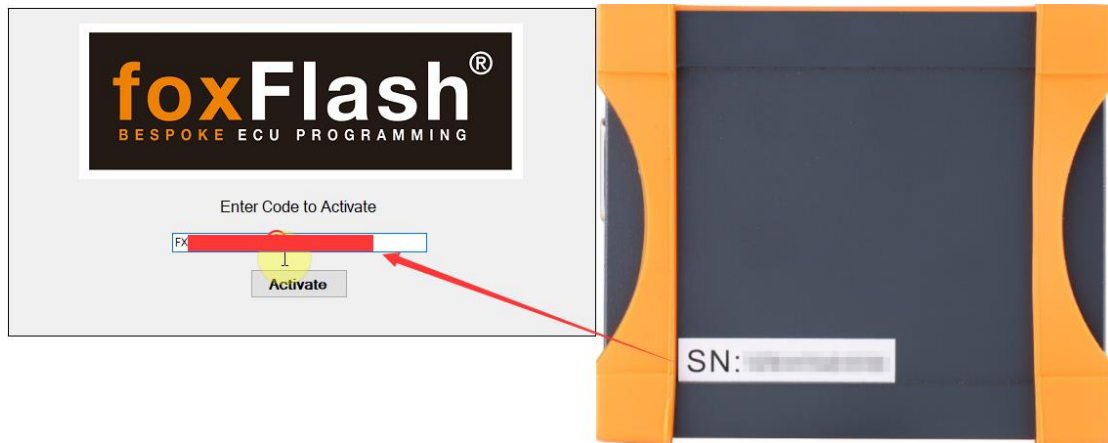 foxFlash®
BESPOKE ECU PROGRAMMING
Enter Code to Activate
FX
Activate
SN: